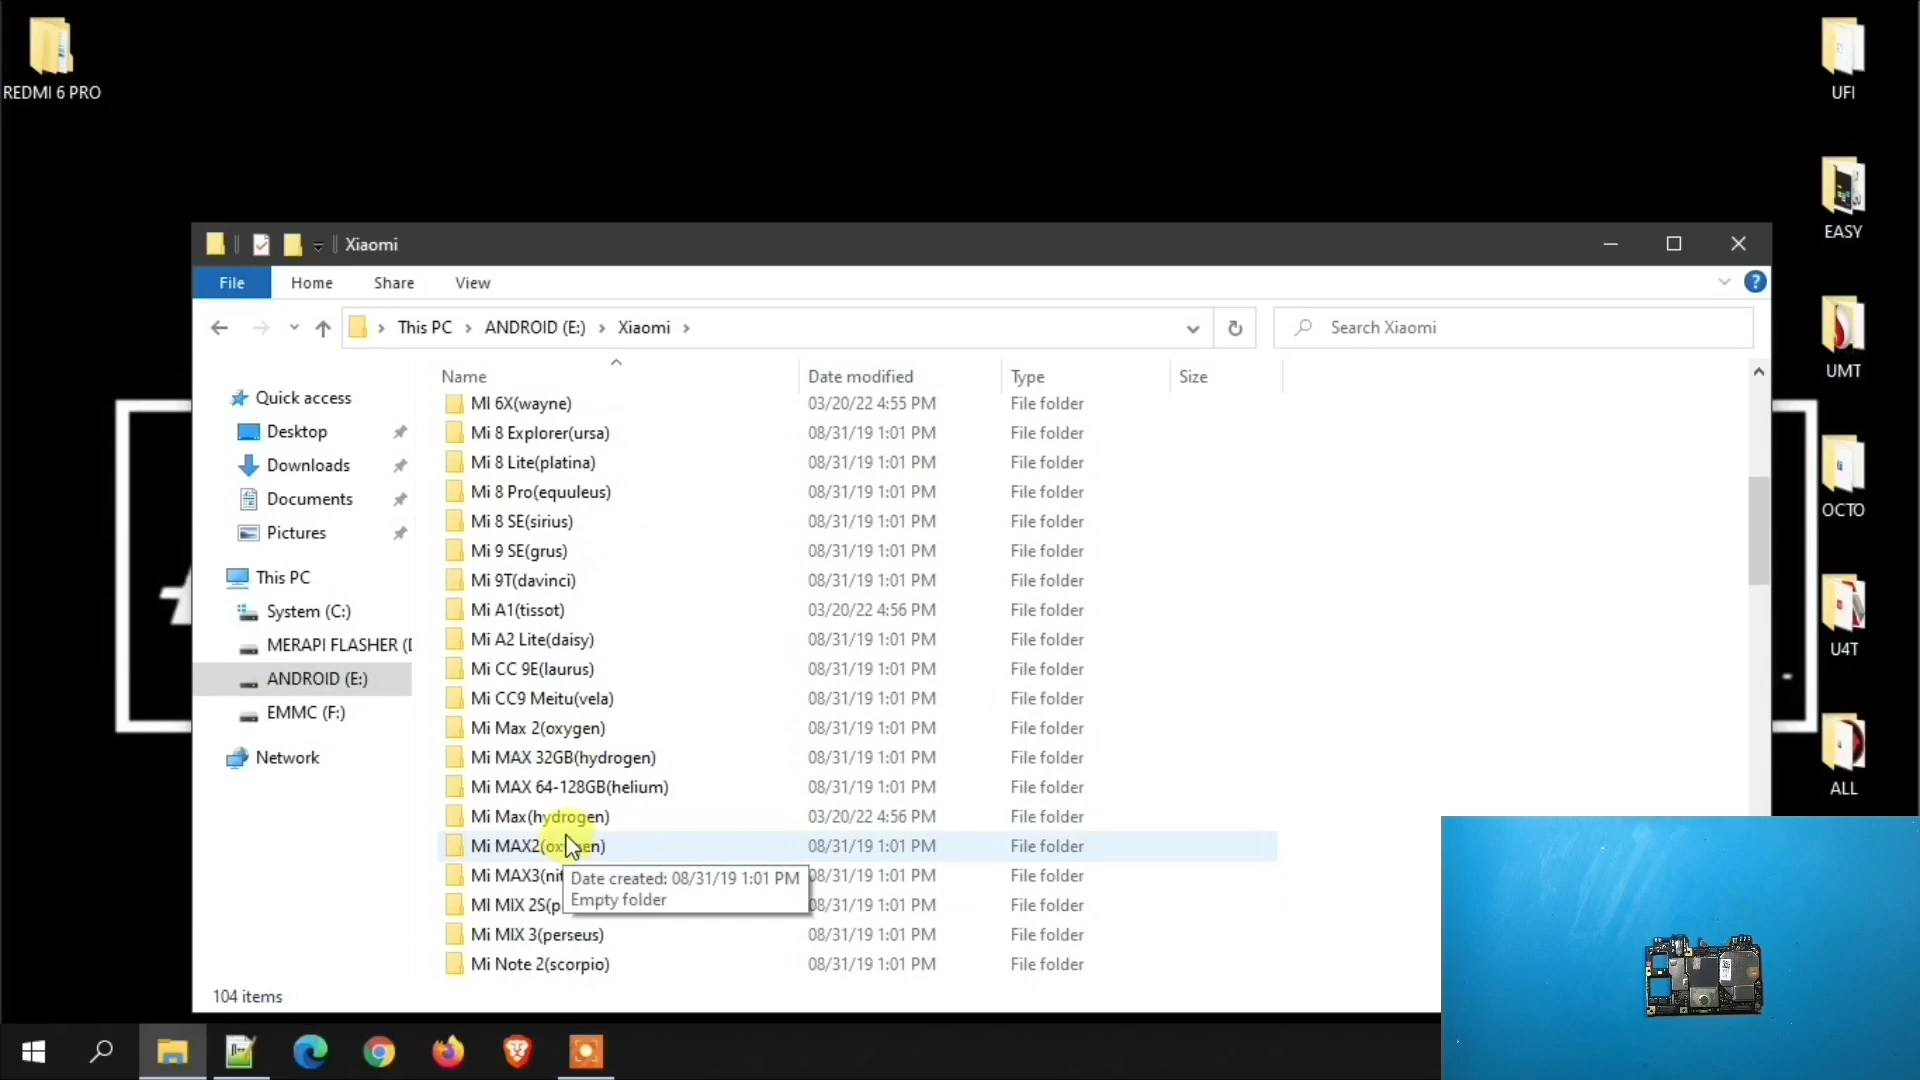 REDMI 6 PRO
UFI
EASY
UMT
OCTO
U4T
ALL
Xiaomi
File Home Share View
This PC ANDROID (E:) Xiaomi
Search Xiaomi
Name Date modified Type Size
Quick access
Desktop
Downloads
Documents
Pictures
This PC
System (C:)
MERAPI FLASHER (
ANDROID (E:)
EMMC (F:)
Network
MI 6X(wayne) 03/20/22 4:55 PM File folder
Mi 8 Explorer(ursa) 08/31/19 1:01 PM File folder
Mi 8 Lite(platina) 08/31/19 1:01 PM File folder
Mi 8 Pro(equuleus) 08/31/19 1:01 PM File folder
Mi 8 SE(sirius) 08/31/19 1:01 PM File folder
Mi 9 SE(grus) 08/31/19 1:01 PM File folder
Mi 9T(davinci) 08/31/19 1:01 PM File folder
Mi A1(tissot) 03/20/22 4:56 PM File folder
Mi A2 Lite(daisy) 08/31/19 1:01 PM File folder
Mi CC 9E(laurus) 08/31/19 1:01 PM File folder
Mi CC9 Meitu(vela) 08/31/19 1:01 PM File folder
Mi Max 2(oxygen) 08/31/19 1:01 PM File folder
Mi MAX 32GB(hydrogen) 08/31/19 1:01 PM File folder
Mi MAX 64-128GB(helium) 08/31/19 1:01 PM File folder
Mi Max(hydrogen) 03/20/22 4:56 PM File folder
Mi MAX2(oxygen) 08/31/19 1:01 PM File folder
Mi MAX3(nit 08/31/19 1:01 PM File folder
Mi MIX 2S(p 08/31/19 1:01 PM File folder
Mi MIX 3(perseus) 08/31/19 1:01 PM File folder
Mi Note 2(scorpio) 08/31/19 1:01 PM File folder
Date created: 08/31/19 1:01 PM
Empty folder
104 items